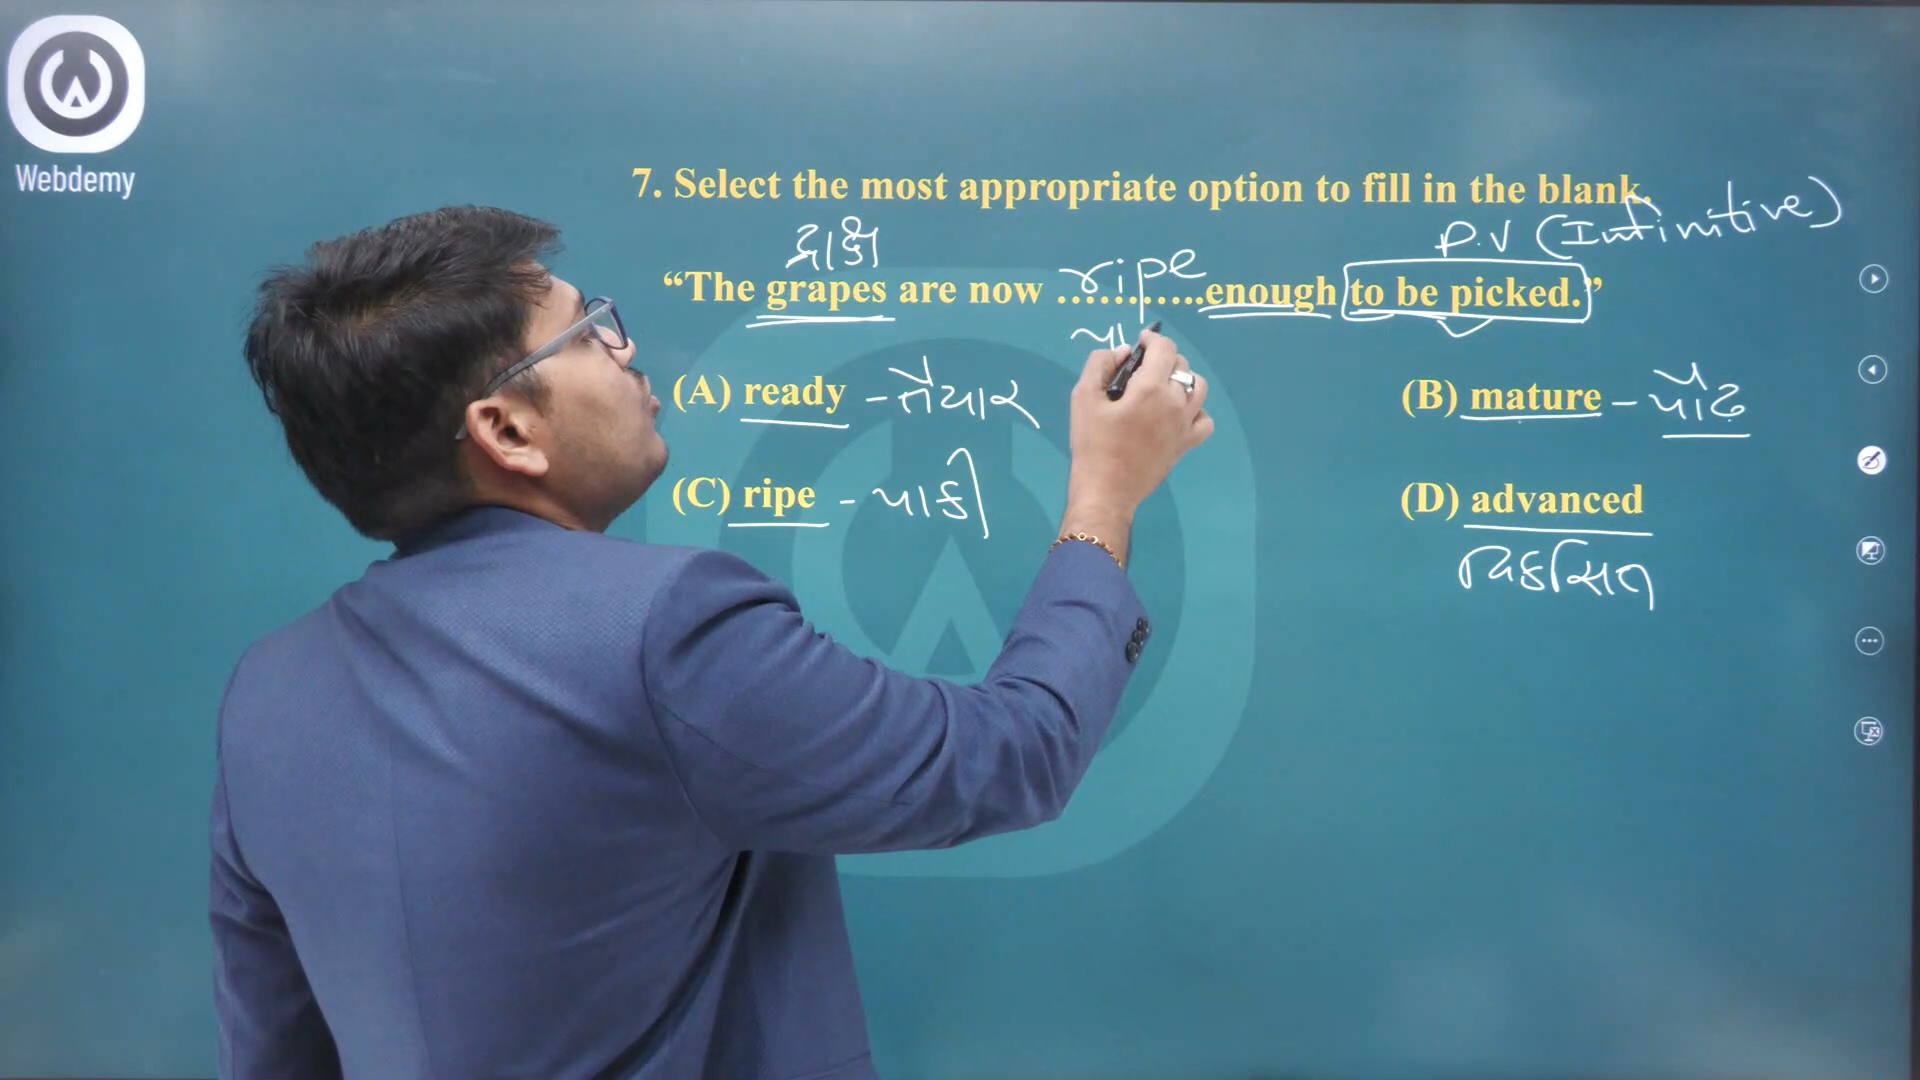 Webdemy
7. Select the most appropriate option to fill in the blank.
P.V (Infinitive)
દ્રાક્ષ
ripe
“The grapes are now ………..enough to be picked.”
પા
(A) ready - તૈયાર
(B) mature - પૌઢ
(C) ripe - પાકી
(D) advanced
વિકસિત